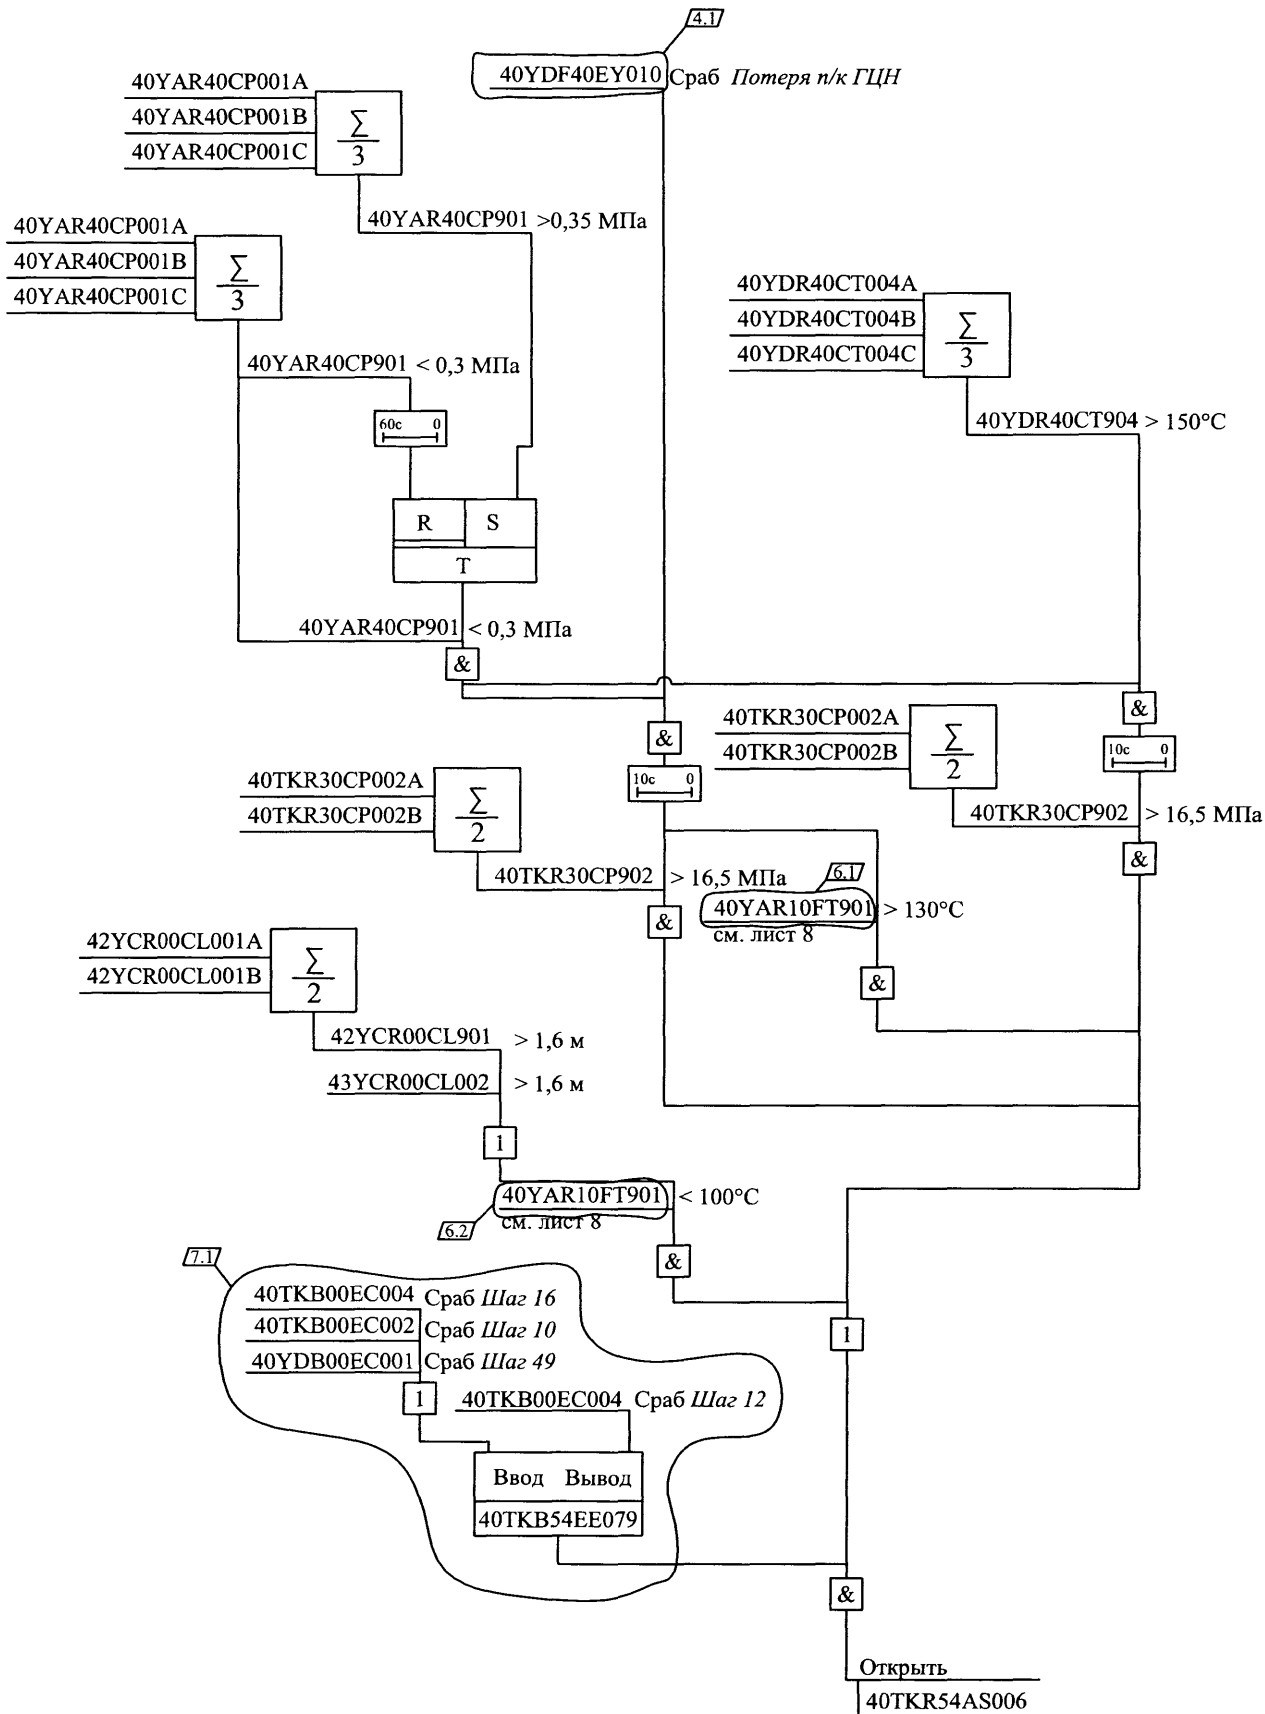 4.1
40YDF40EY010 Сраб Потеря п/к ГЦН
40YAR40CP001A
40YAR40CP001B
40YAR40CP001C
∑
3
40YAR40CP901 >0,35 МПа
40YAR40CP001A
40YAR40CP001B
40YAR40CP001C
∑
3
40YDR40CT004A
40YDR40CT004B
40YDR40CT004C
∑
3
40YAR40CP901 < 0,3 МПа
60с 0
40YDR40CT904 > 150°C
R S
T
40YAR40CP901 < 0,3 МПа
&
&
40TKR30CP002A
40TKR30CP002B
∑
2
&
10с 0
10с 0
40TKR30CP002A
40TKR30CP002B
∑
2
40TKR30CP902 > 16,5 МПа
&
40TKR30CP902 > 16,5 МПа
6.1
40YAR10FT901 > 130°C
см. лист 8
&
42YCR00CL001A
42YCR00CL001B
∑
2
&
42YCR00CL901 > 1,6 м
43YCR00CL002 > 1,6 м
1
40YAR10FT901 < 100°C
см. лист 8
6.2
&
7.1
40TKB00EC004 Сраб Шаг 16
40TKB00EC002 Сраб Шаг 10
40YDB00EC001 Сраб Шаг 49
1
1
40TKB00EC004 Сраб Шаг 12
Ввод Вывод
40TKB54EE079
&
Открыть
40TKR54AS006